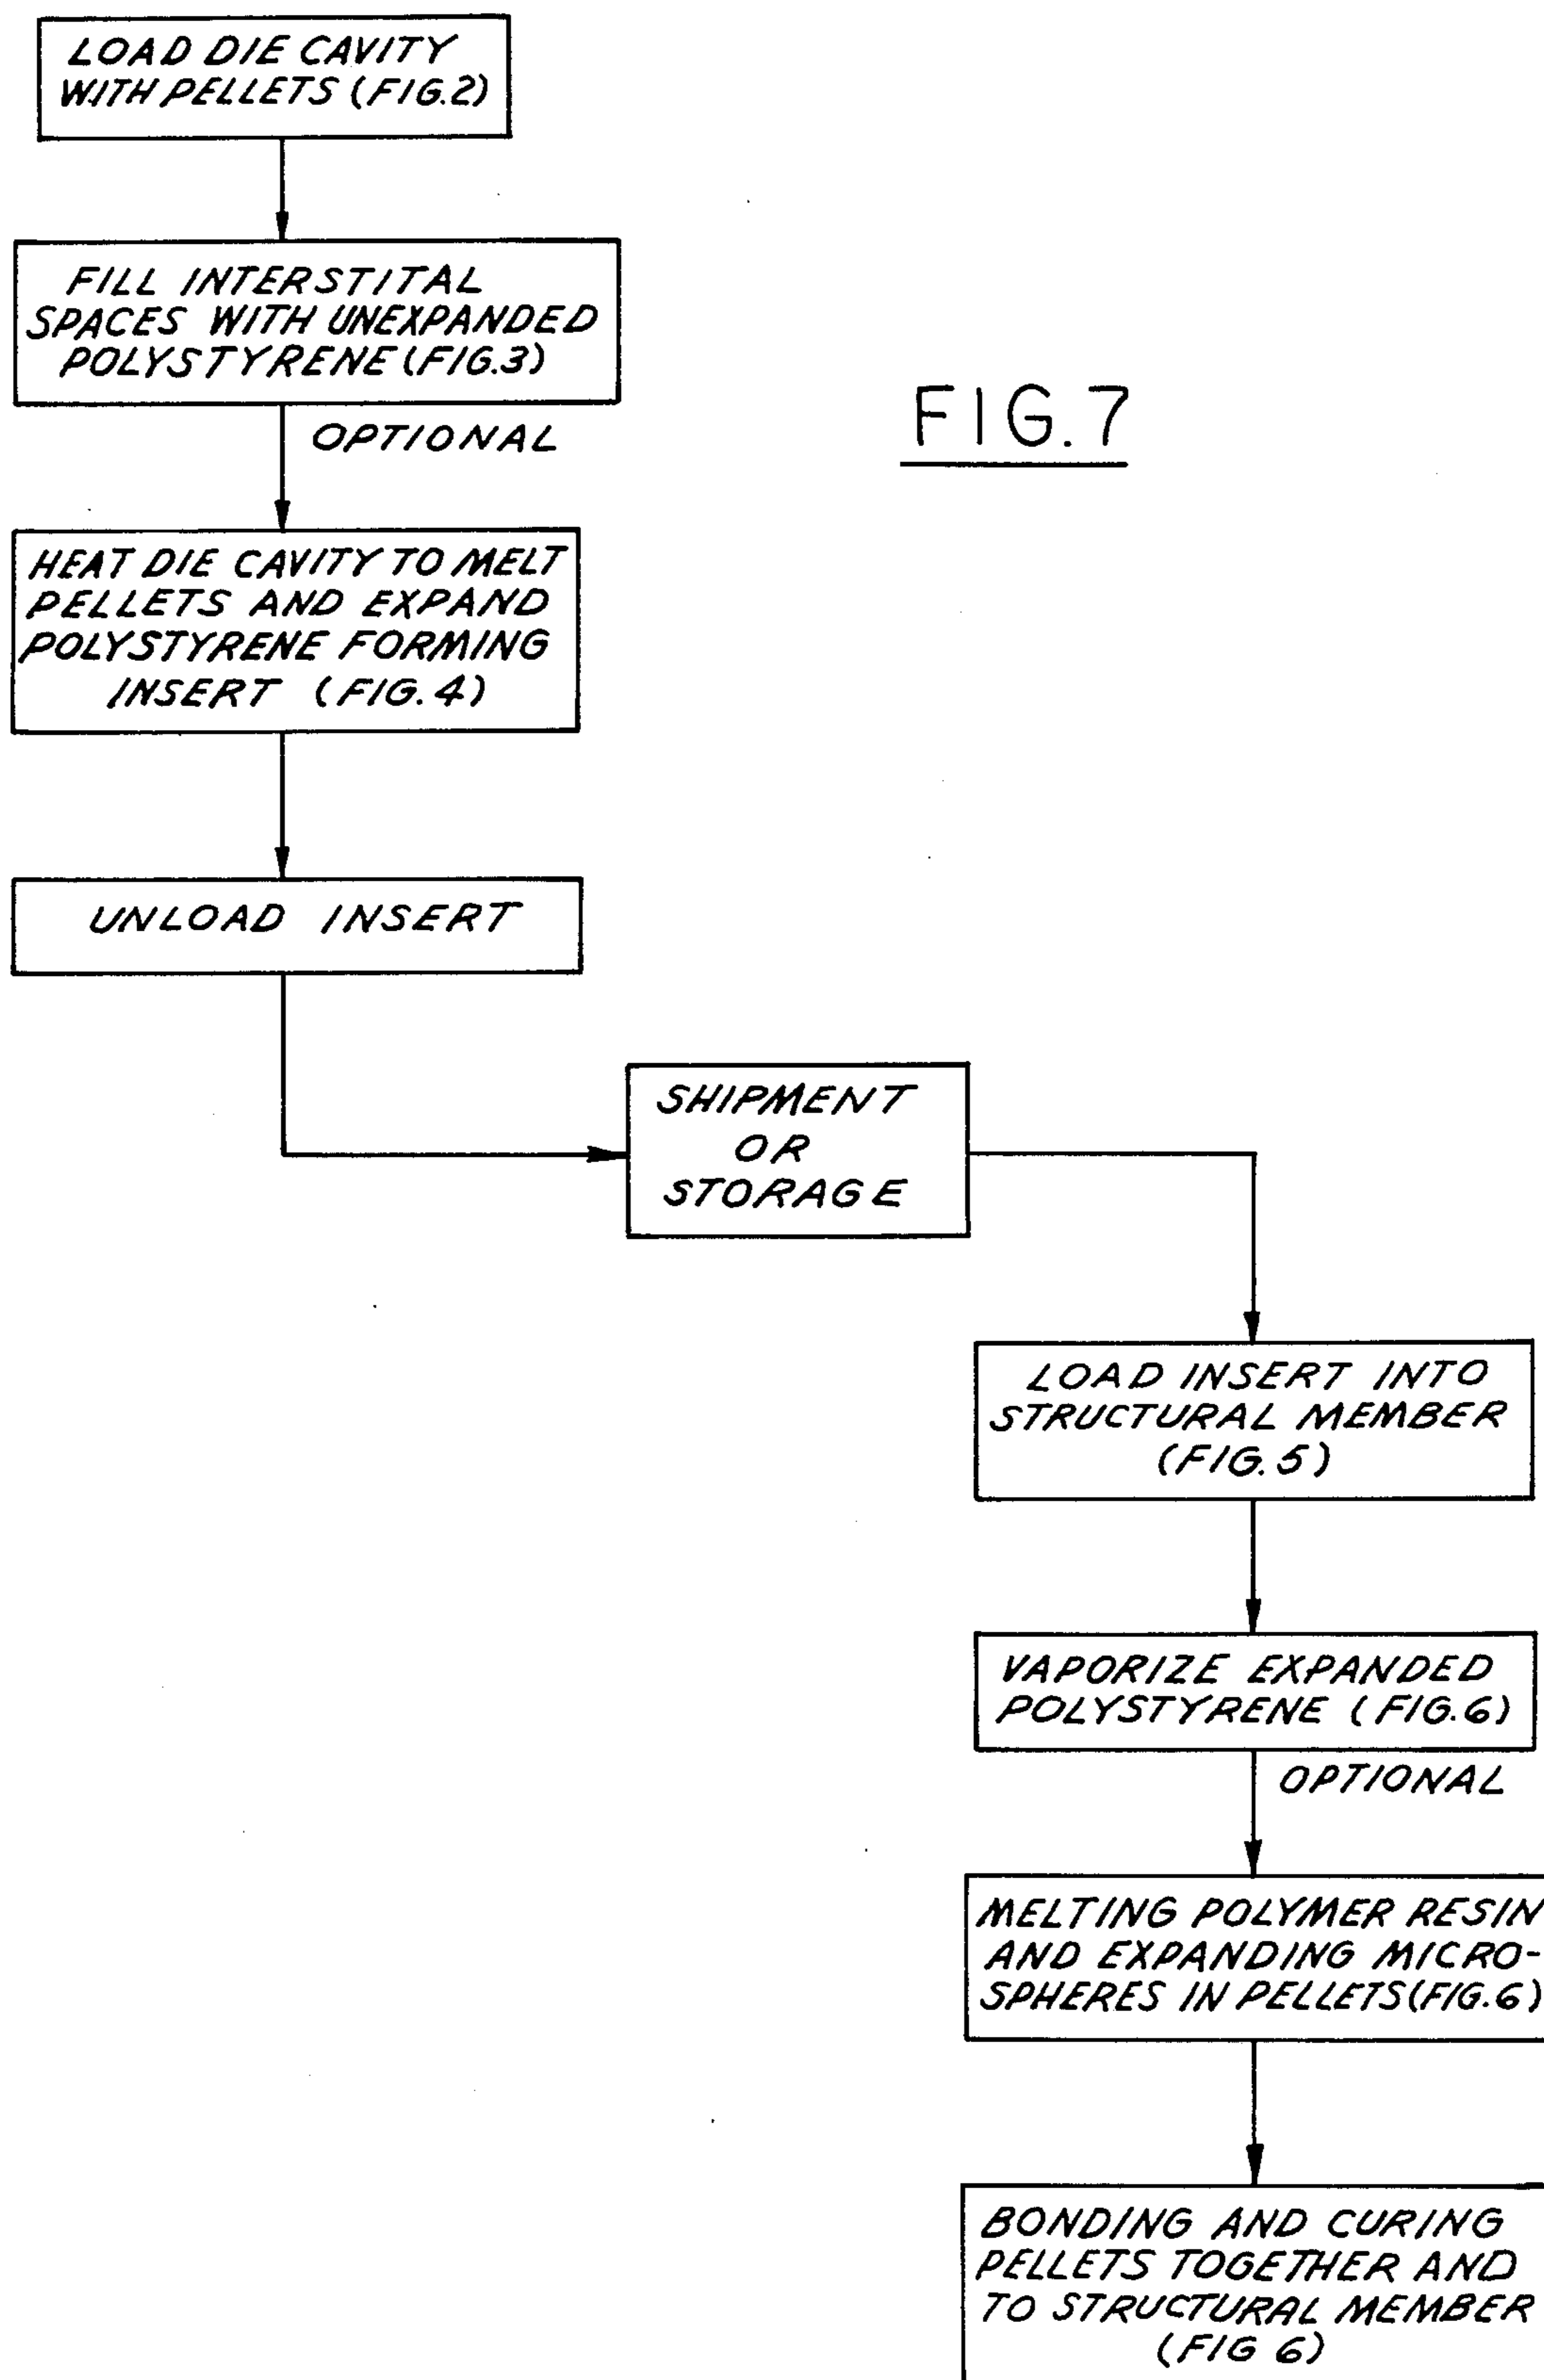 LOAD DIE CAVITY
WITH PELLETS (FIG.2)
FILL INTERSTITAL
SPACES WITH UNEXPANDED
POLYSTYRENE (FIG.3)
OPTIONAL
FIG.7
HEAT DIE CAVITY TO MELT
PELLETS AND EXPAND
POLYSTYRENE FORMING
INSERT (FIG. 4)
UNLOAD INSERT
SHIPMENT
OR
STORAGE
LOAD INSERT INTO
STRUCTURAL MEMBER
(FIG. 5)
VAPORIZE EXPANDED
POLYSTYRENE (FIG.6)
OPTIONAL
MELTING POLYMER RESIN
AND EXPANDING MICRO-
SPHERES IN PELLETS (FIG.6)
BONDING AND CURING
PELLETS TOGETHER AND
TO STRUCTURAL MEMBER
(FIG 6)